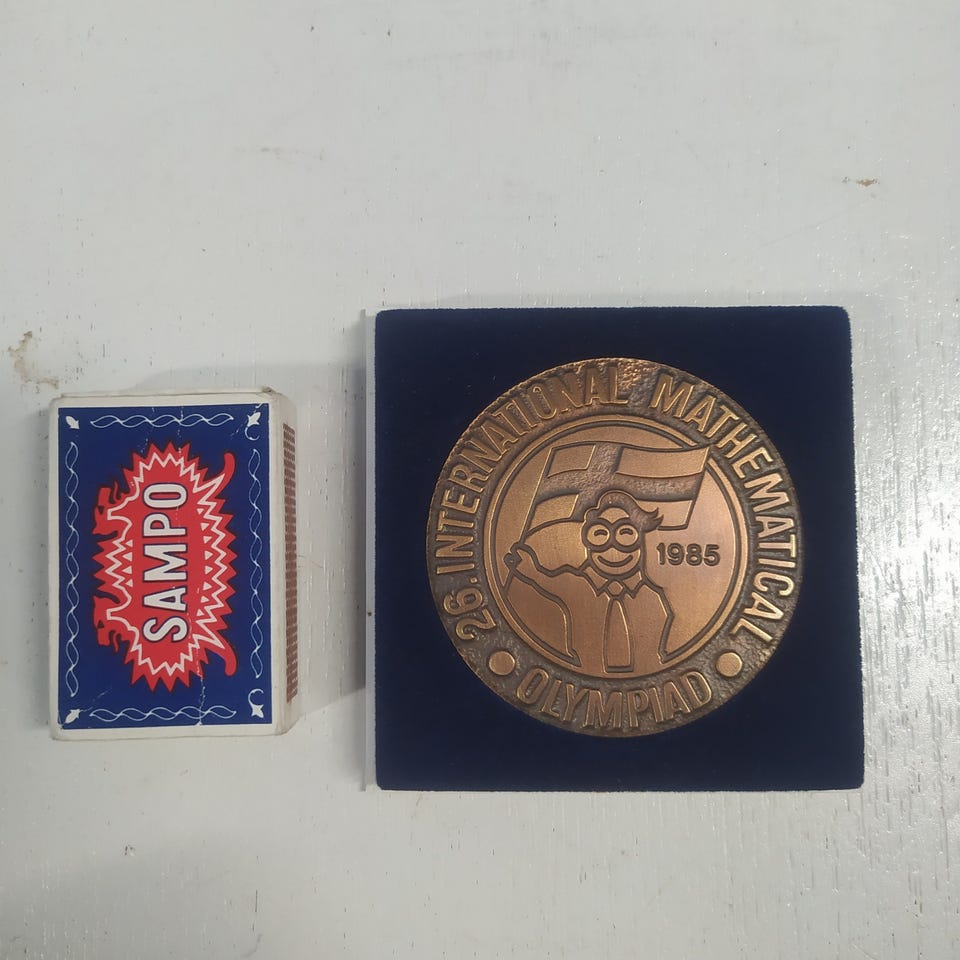 SAMPO
26. INTERNATIONAL MATHEMATICAL
OLYMPIAD
1985